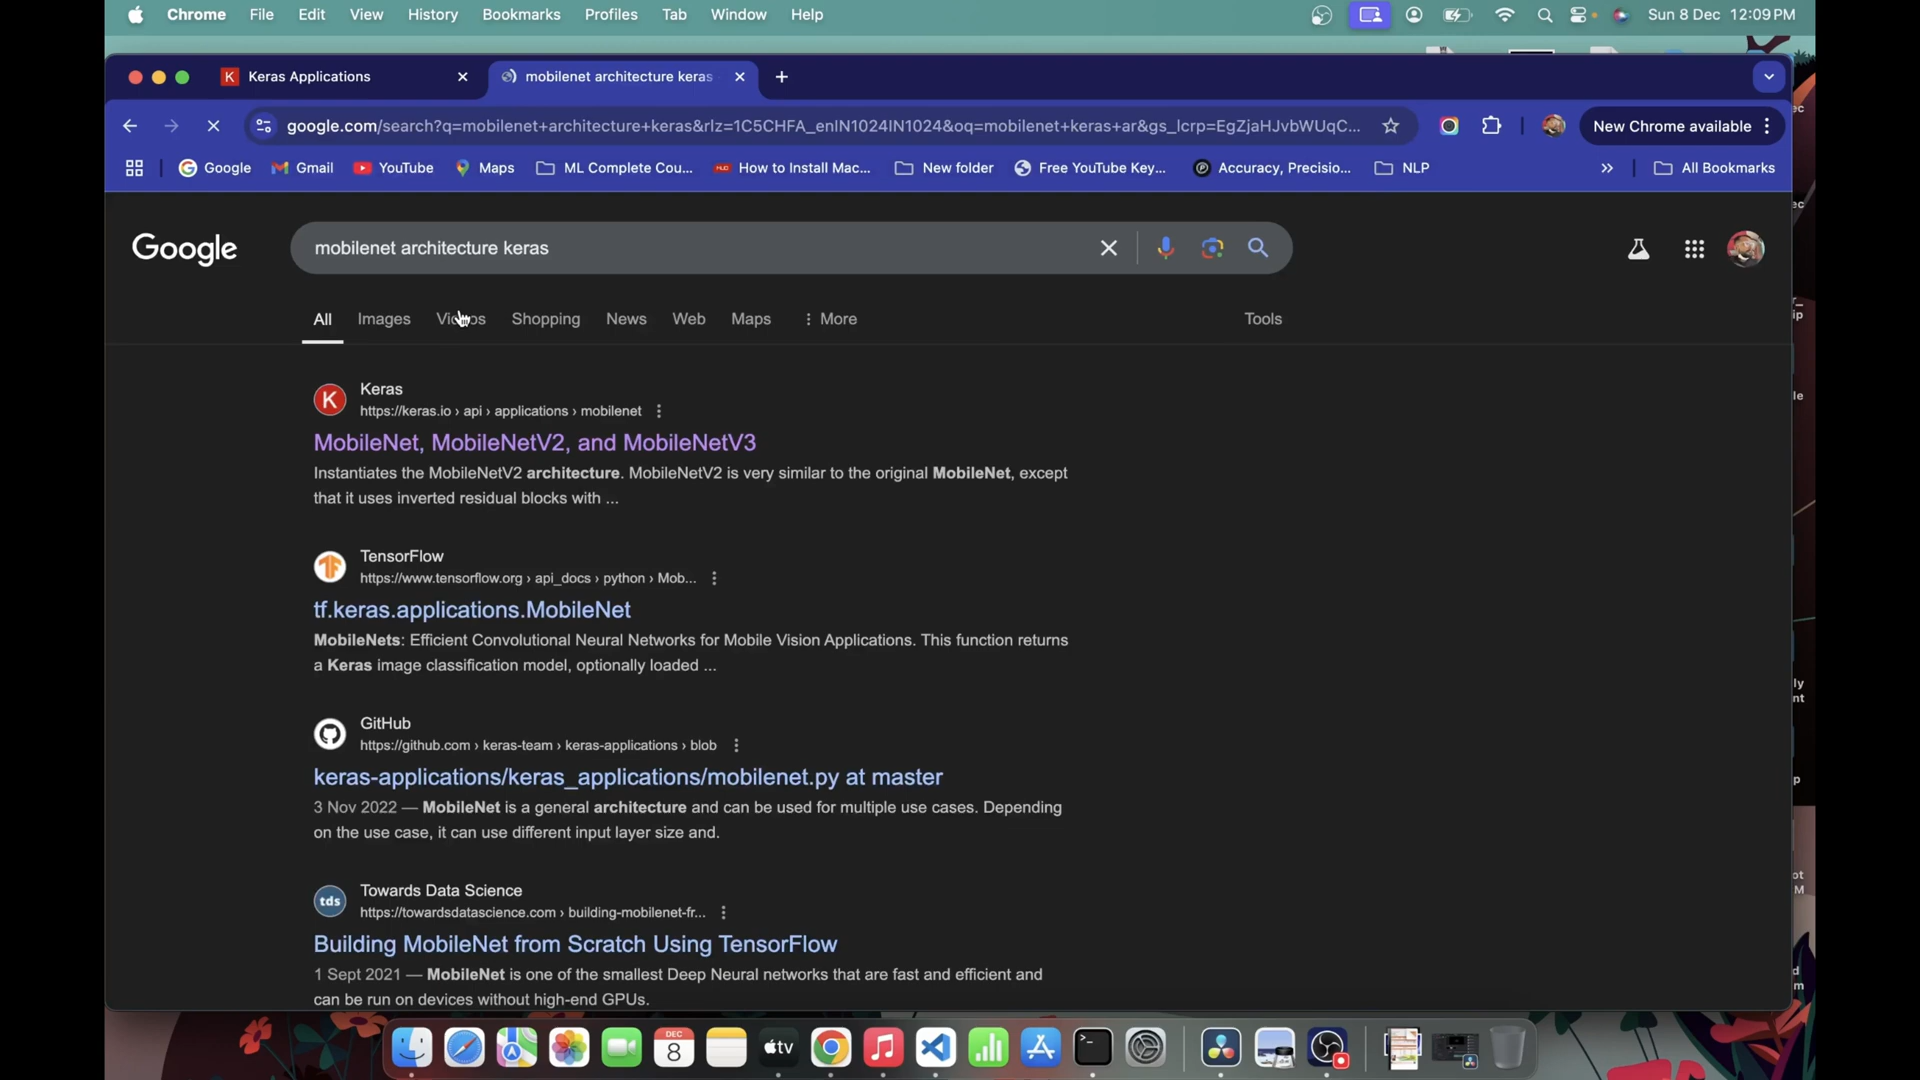 Chrome File Edit View History Bookmarks Profiles Tab Window Help Sun 8 Dec 12:09 PM
Keras Applications mobilenet architecture keras
google.com/search?q=mobilenet+architecture+keras&rlz=1C5CHFA_enIN1024IN1024&oq=mobilenet+keras+ar&gs_lcrp=EgZjaHJvbWUqC... New Chrome available
Google Gmail YouTube Maps ML Complete Cou... How to Install Mac... New folder Free YouTube Key... Accuracy, Precisio... NLP » All Bookmarks
Google mobilenet architecture keras
All Images Videos Shopping News Web Maps More Tools
Keras
https://keras.io › api › applications › mobilenet
MobileNet, MobileNetV2, and MobileNetV3
Instantiates the MobileNetV2 architecture. MobileNetV2 is very similar to the original MobileNet, except
that it uses inverted residual blocks with ...
TensorFlow
https://www.tensorflow.org › api_docs › python › Mob...
tf.keras.applications.MobileNet
MobileNets: Efficient Convolutional Neural Networks for Mobile Vision Applications. This function returns
a Keras image classification model, optionally loaded ...
GitHub
https://github.com › keras-team › keras-applications › blob
keras-applications/keras_applications/mobilenet.py at master
3 Nov 2022 — MobileNet is a general architecture and can be used for multiple use cases. Depending
on the use case, it can use different input layer size and.
tds
Towards Data Science
https://towardsdatascience.com › building-mobilenet-fr...
Building MobileNet from Scratch Using TensorFlow
1 Sept 2021 — MobileNet is one of the smallest Deep Neural networks that are fast and efficient and
can be run on devices without high-end GPUs.
DEC
8
tv